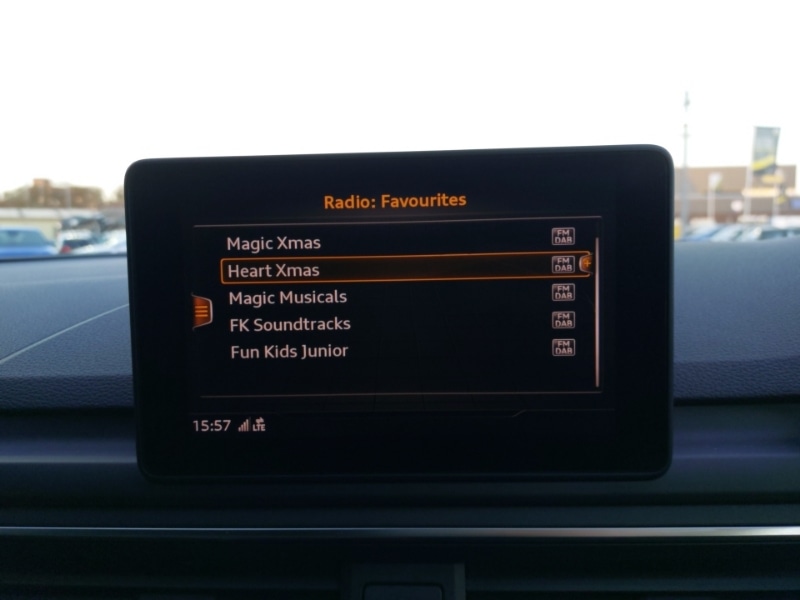 Radio: Favourites
Magic Xmas FM DAB
Heart Xmas FM DAB
Magic Musicals FM DAB
FK Soundtracks FM DAB
Fun Kids Junior FM DAB
15:57 LTE